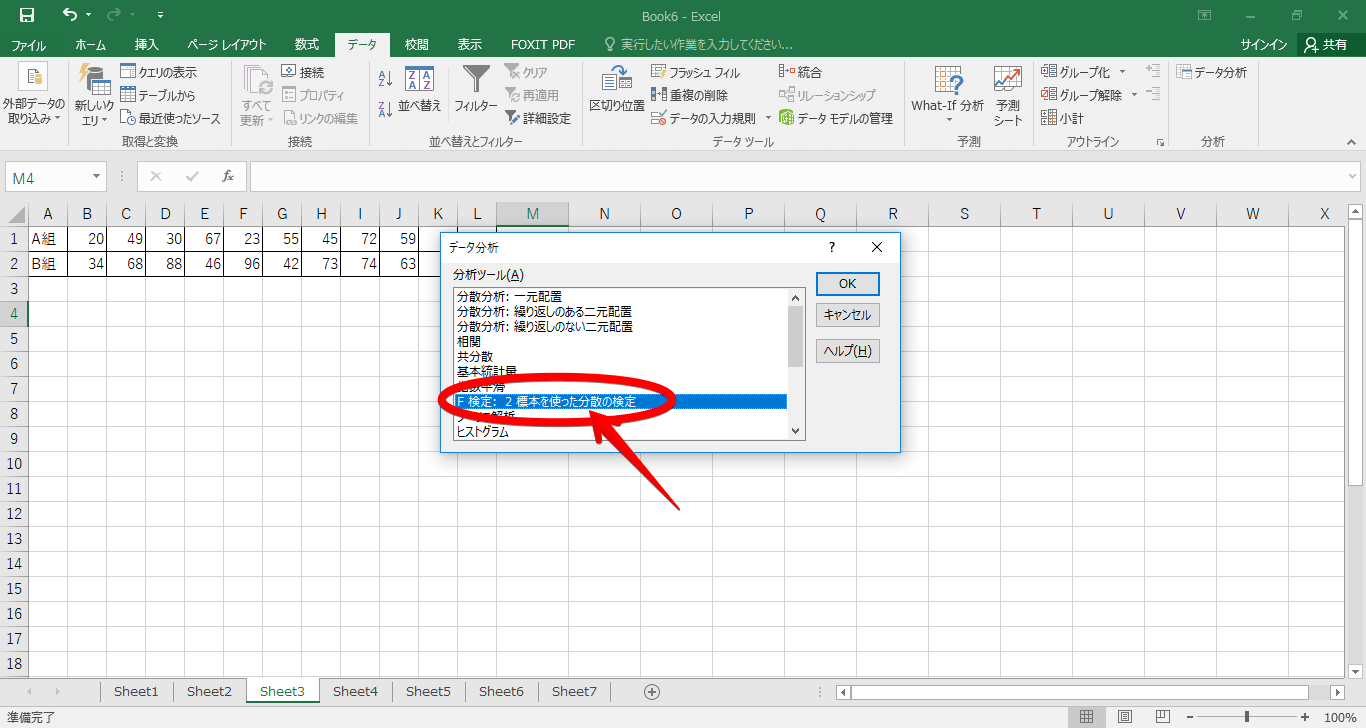 Book6 - Excel
ファイル ホーム 挿入 ページ レイアウト 数式 データ 校閲 表示 FOXIT PDF 実行したい作業を入力してください... サインイン 共有
外部データの取り込み
新しいクエリ
クエリの表示
テーブルから
最近使ったソース
取得と変換
すべて更新
接続
プロパティ
リンクの編集
接続
並べ替え
フィルター
クリア
再適用
詳細設定
並べ替えとフィルター
区切り位置
フラッシュ フィル
重複の削除
データの入力規則
統合
リレーションシップ
データ モデルの管理
データ ツール
What-If 分析
予測シート
予測
グループ化
グループ解除
小計
アウトライン
データ分析
分析
M4 fx
A B C D E F G H I J K L M N O P Q R S T U V W X
1 A組 20 49 30 67 23 55 45 72 59
2 B組 34 68 88 46 96 42 73 74 63
3
4
5
6
7
8
9
10
11
12
13
14
15
16
17
18
データ分析 ?
分析ツール(A)
分散分析: 一元配置
分散分析: 繰り返しのある二元配置
分散分析: 繰り返しのない二元配置
相関
共分散
基本統計量
指数平滑
F 検定: 2 標本を使った分散の検定
ヒストグラム
OK
キャンセル
ヘルプ(H)
Sheet1 Sheet2 Sheet3 Sheet4 Sheet5 Sheet6 Sheet7
準備完了 100%